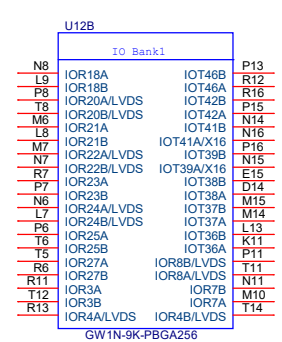 U12B
IO Bank1
N8 IOR18A IOT46B P13
L9 IOR18B IOT46A R12
P8 IOR20A/LVDS IOT42B R16
T8 IOR20B/LVDS IOT42A P15
M6 IOR21A IOT41B N14
L8 IOR21B IOT41A/X16 N16
M7 IOR22A/LVDS IOT39B P16
N7 IOR22B/LVDS IOT39A/X16 N15
R7 IOR23A IOT38B E15
P7 IOR23B IOT38A D14
N6 IOR24A/LVDS IOT37B M15
L7 IOR24B/LVDS IOT37A M14
P6 IOR25A IOT36B L13
T6 IOR25B IOT36A K11
T5 IOR27A IOR8B/LVDS P11
R6 IOR27B IOR8A/LVDS T11
R11 IOR3A IOR7B N11
T12 IOR3B IOR7A M10
R13 IOR4A/LVDS IOR4B/LVDS T14
GW1N-9K-PBGA256